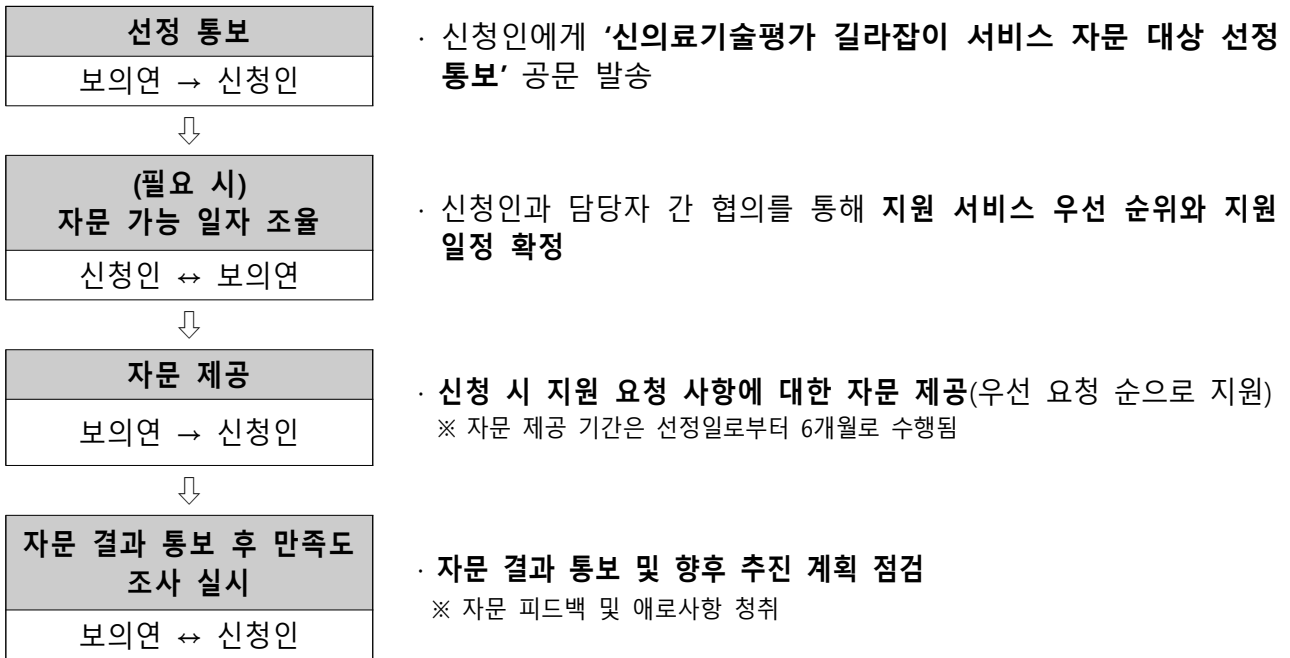 선정 통보
보의연 → 신청인
· 신청인에게 '신의료기술평가 길라잡이 서비스 자문 대상 선정
통보' 공문 발송
⇩
(필요 시)
자문 가능 일자 조율
신청인 ↔ 보의연
· 신청인과 담당자 간 협의를 통해 지원 서비스 우선 순위와 지원
일정 확정
⇩
자문 제공
보의연 → 신청인
· 신청 시 지원 요청 사항에 대한 자문 제공(우선 요청 순으로 지원)
※ 자문 제공 기간은 선정일로부터 6개월로 수행됨
⇩
자문 결과 통보 후 만족도
조사 실시
보의연 ↔ 신청인
· 자문 결과 통보 및 향후 추진 계획 점검
※ 자문 피드백 및 애로사항 청취